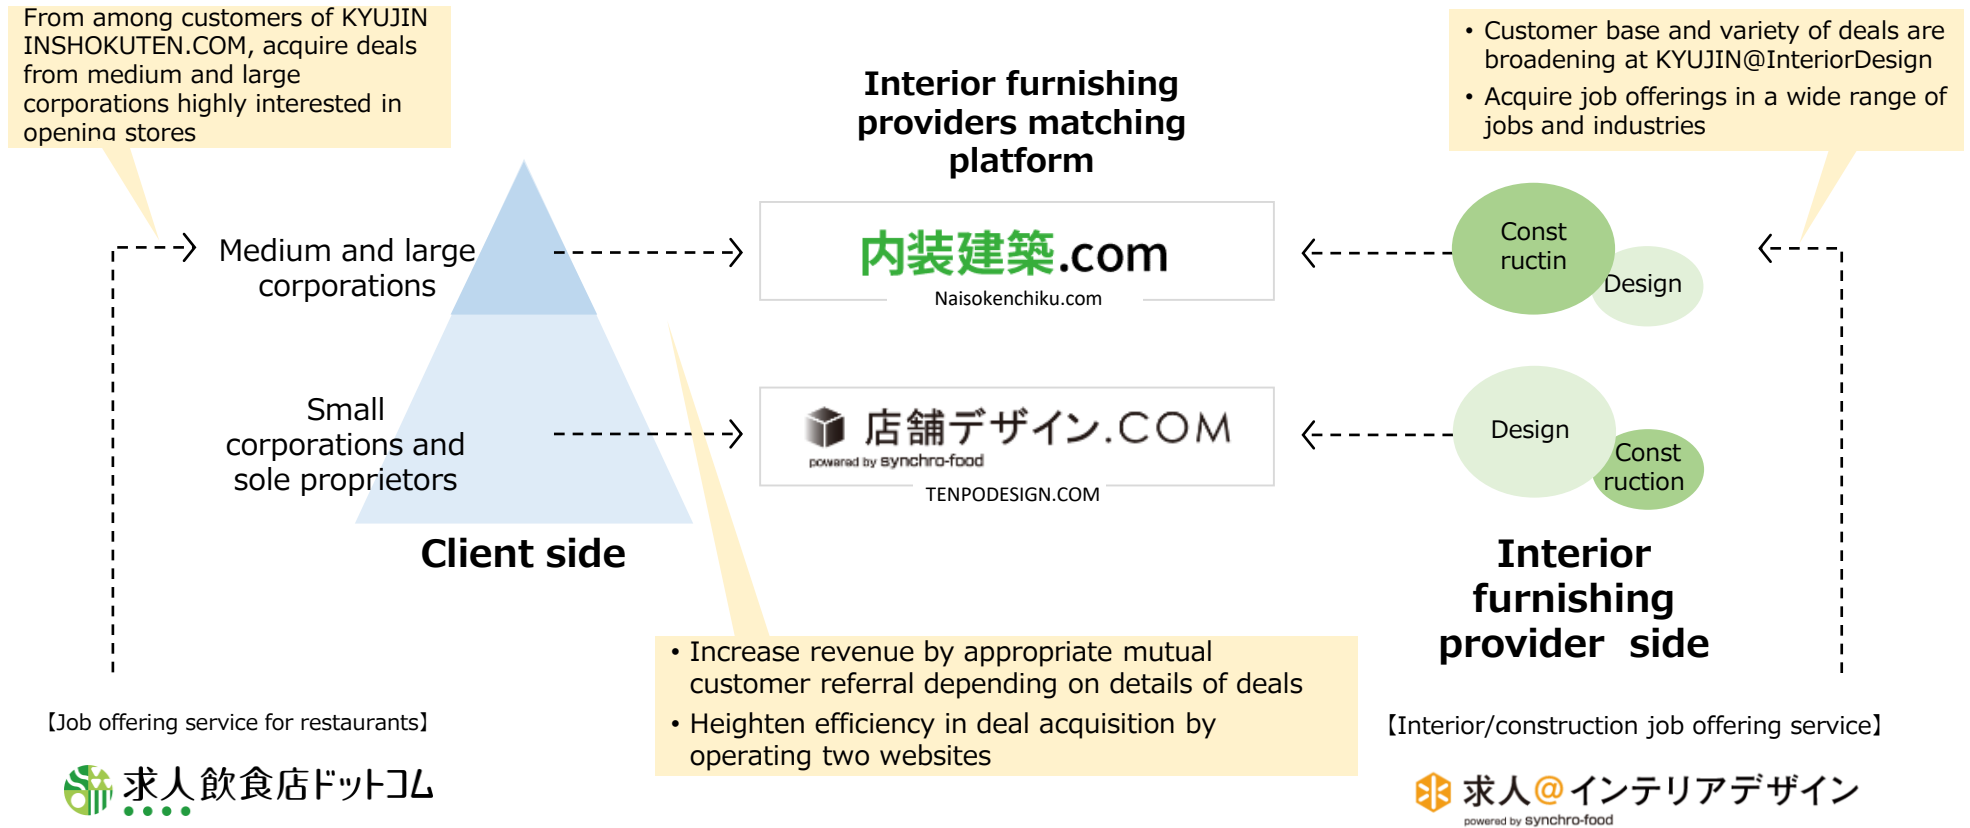 From among customers of KYUJIN
INSHOKUTEN.COM, acquire deals
from medium and large
corporations highly interested in
opening stores
Interior furnishing
providers matching
platform
• Customer base and variety of deals are
broadening at KYUJIN@InteriorDesign
• Acquire job offerings in a wide range of
jobs and industries
Medium and large
corporations
内装建築.com
Naisokenchiku.com
Const
ructin
Design
Small
corporations and
sole proprietors
店舗デザイン.COM
powered by synchro-food
TENPODESIGN.COM
Design
Const
ruction
Client side
Interior
furnishing
provider side
• Increase revenue by appropriate mutual
customer referral depending on details of deals
• Heighten efficiency in deal acquisition by
operating two websites
【Job offering service for restaurants】
求人飲食店ドットコム
【Interior/construction job offering service】
求人@インテリアデザイン
powered by synchro-food